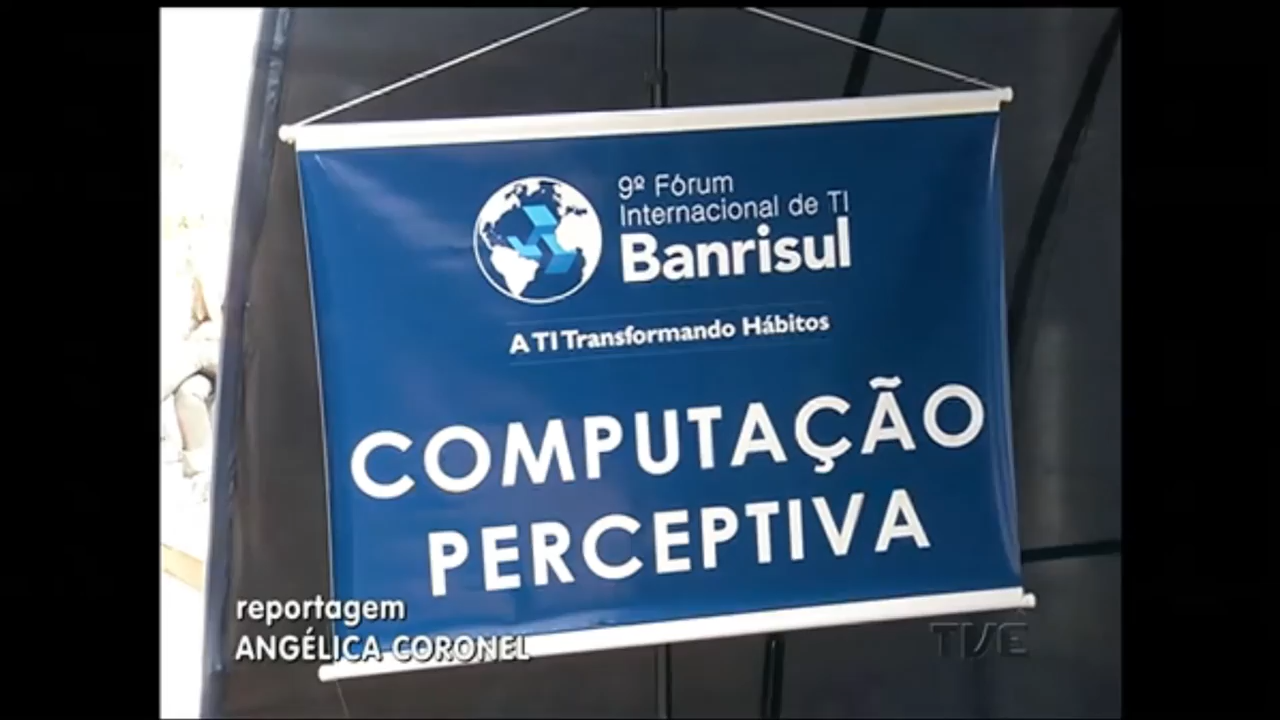 9º Fórum
Internacional de TI
Banrisul
A TI Transformando Hábitos
COMPUTAÇÃO
PERCEPTIVA
reportagem
ANGÉLICA CORONEL
TVE